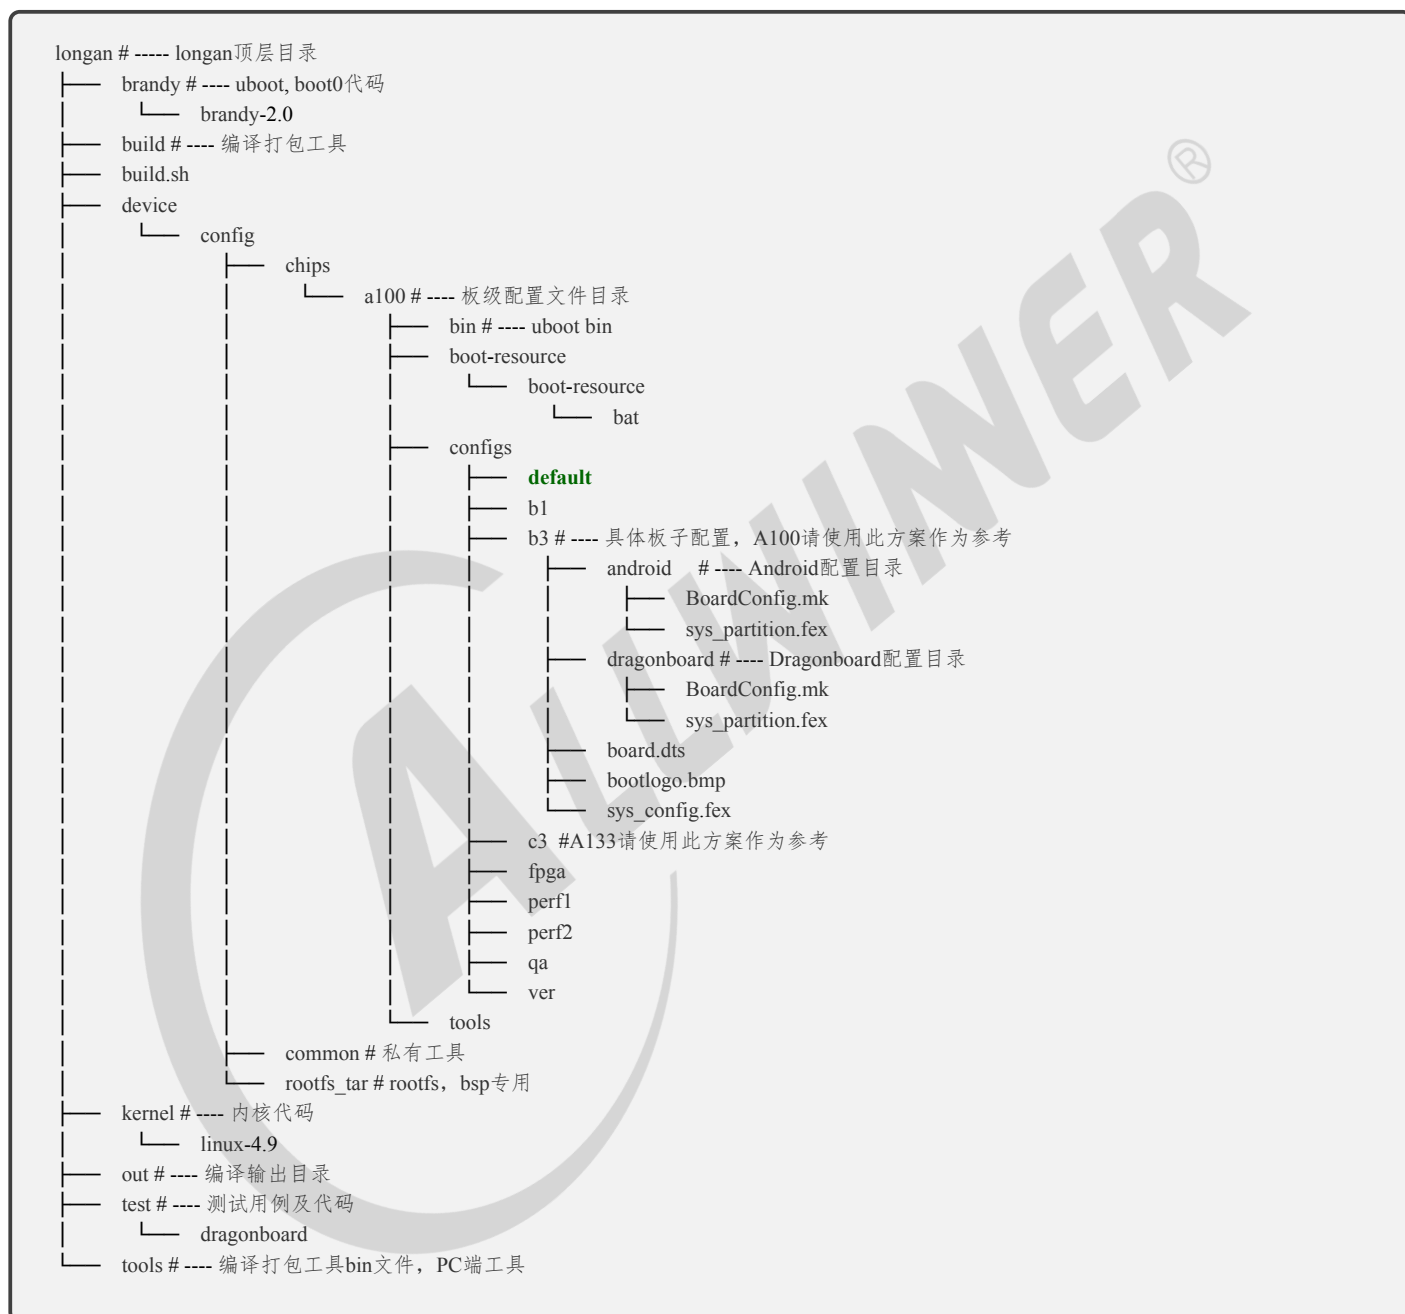 longan # ----- longan顶层目录
├── brandy # ---- uboot, boot0代码
│   └── brandy-2.0
├── build # ---- 编译打包工具
├── build.sh
├── device
│   └── config
│       ├── chips
│       │   └── a100 # ---- 板级配置文件目录
│       │       ├── bin # ---- uboot bin
│       │       ├── boot-resource
│       │       │   └── boot-resource
│       │       │       └── bat
│       │       ├── configs
│       │       │   ├── default
│       │       │   ├── b1
│       │       │   ├── b3 # ---- 具体板子配置，A100请使用此方案作为参考
│       │       │   │   ├── android # ---- Android配置目录
│       │       │   │   │   ├── BoardConfig.mk
│       │       │   │   │   └── sys_partition.fex
│       │       │   │   ├── dragonboard # ---- Dragonboard配置目录
│       │       │   │   │   ├── BoardConfig.mk
│       │       │   │   │   └── sys_partition.fex
│       │       │   │   ├── board.dts
│       │       │   │   ├── bootlogo.bmp
│       │       │   │   └── sys_config.fex
│       │       │   ├── c3 #A133请使用此方案作为参考
│       │       │   ├── fpga
│       │       │   ├── perf1
│       │       │   ├── perf2
│       │       │   ├── qa
│       │       │   └── ver
│       │       └── tools
│       ├── common # 私有工具
│       └── rootfs_tar # rootfs，bsp专用
├── kernel # ---- 内核代码
│   └── linux-4.9
├── out # ---- 编译输出目录
├── test # ---- 测试用例及代码
│   └── dragonboard
└── tools # ---- 编译打包工具bin文件，PC端工具
ALLWINNER®